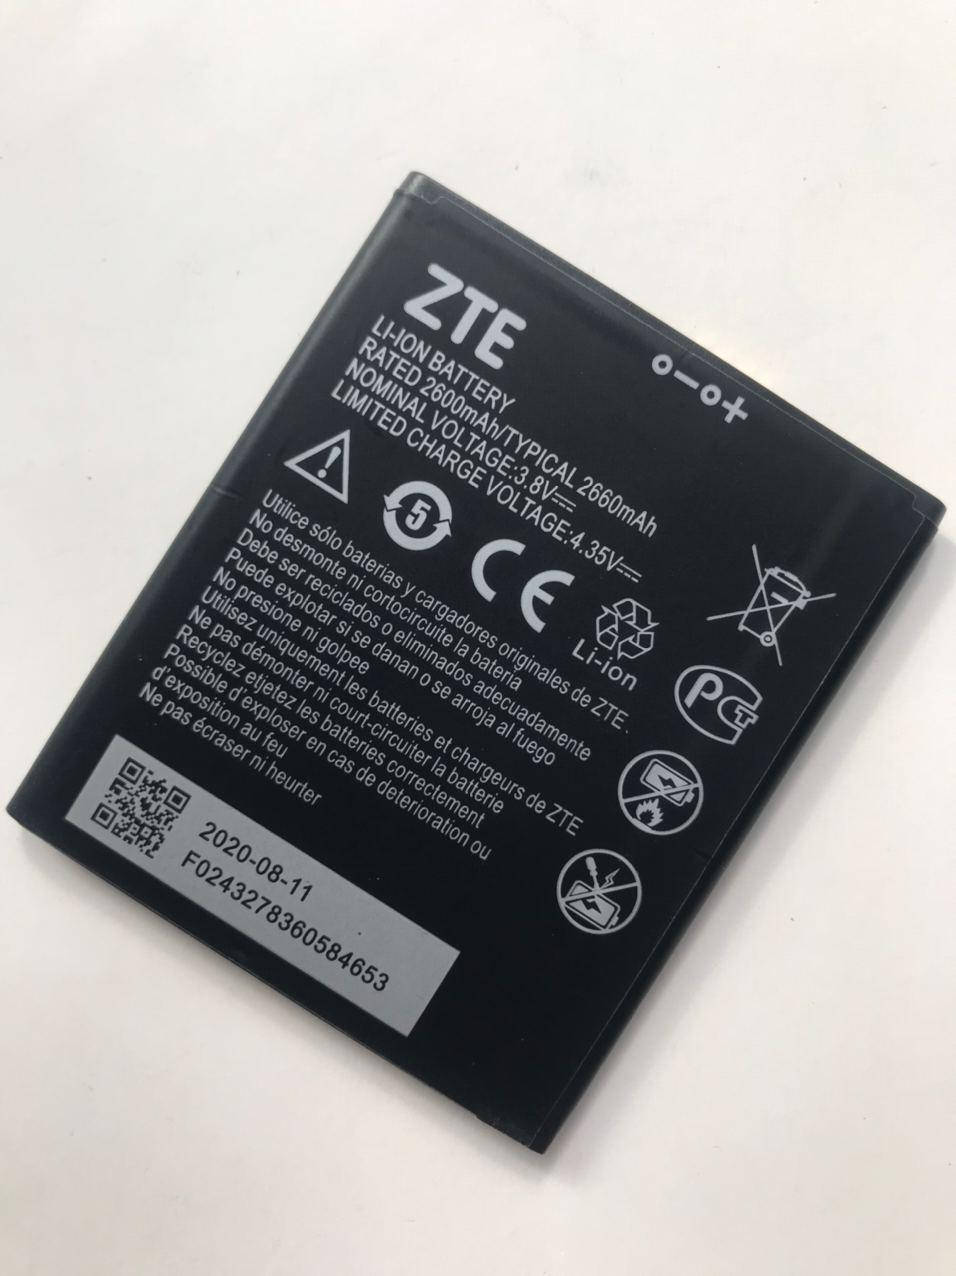 ZTE
LI-ION BATTERY
RATED 2600mAh/TYPICAL 2660mAh
NOMINAL VOLTAGE:3.8V
LIMITED CHARGE VOLTAGE:4.35V
5
CE
Li-ion
PCT
Utilice sólo baterias y cargadores originales de ZTE.
No desmonte ni cortocircuite la batería
Debe ser reciclados o eliminados adecuadamente
Puede explotar si se danan o se arroja al fuego
No presione ni golpee
Utilisez uniquement les batteries et chargeurs de ZTE
Ne pas démonter ni court-circuiter la batterie
Recyclez etjetez les batteries correctement
Possible d'exploser en cas de deterioration ou
d'exposition au feu
Ne pas écraser ni heurter
2020-08-11
F0243278360584653